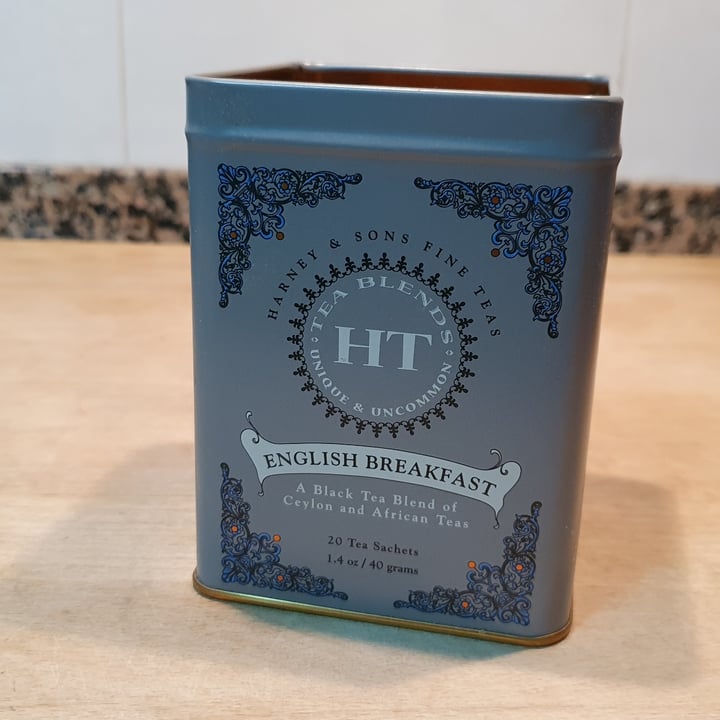 HARNEY & SONS FINE TEAS
TEA BLENDS
HT
UNIQUE & UNCOMMON
ENGLISH BREAKFAST
A Black Tea Blend of
Ceylon and African Teas
20 Tea Sachets
1.4 oz / 40 grams